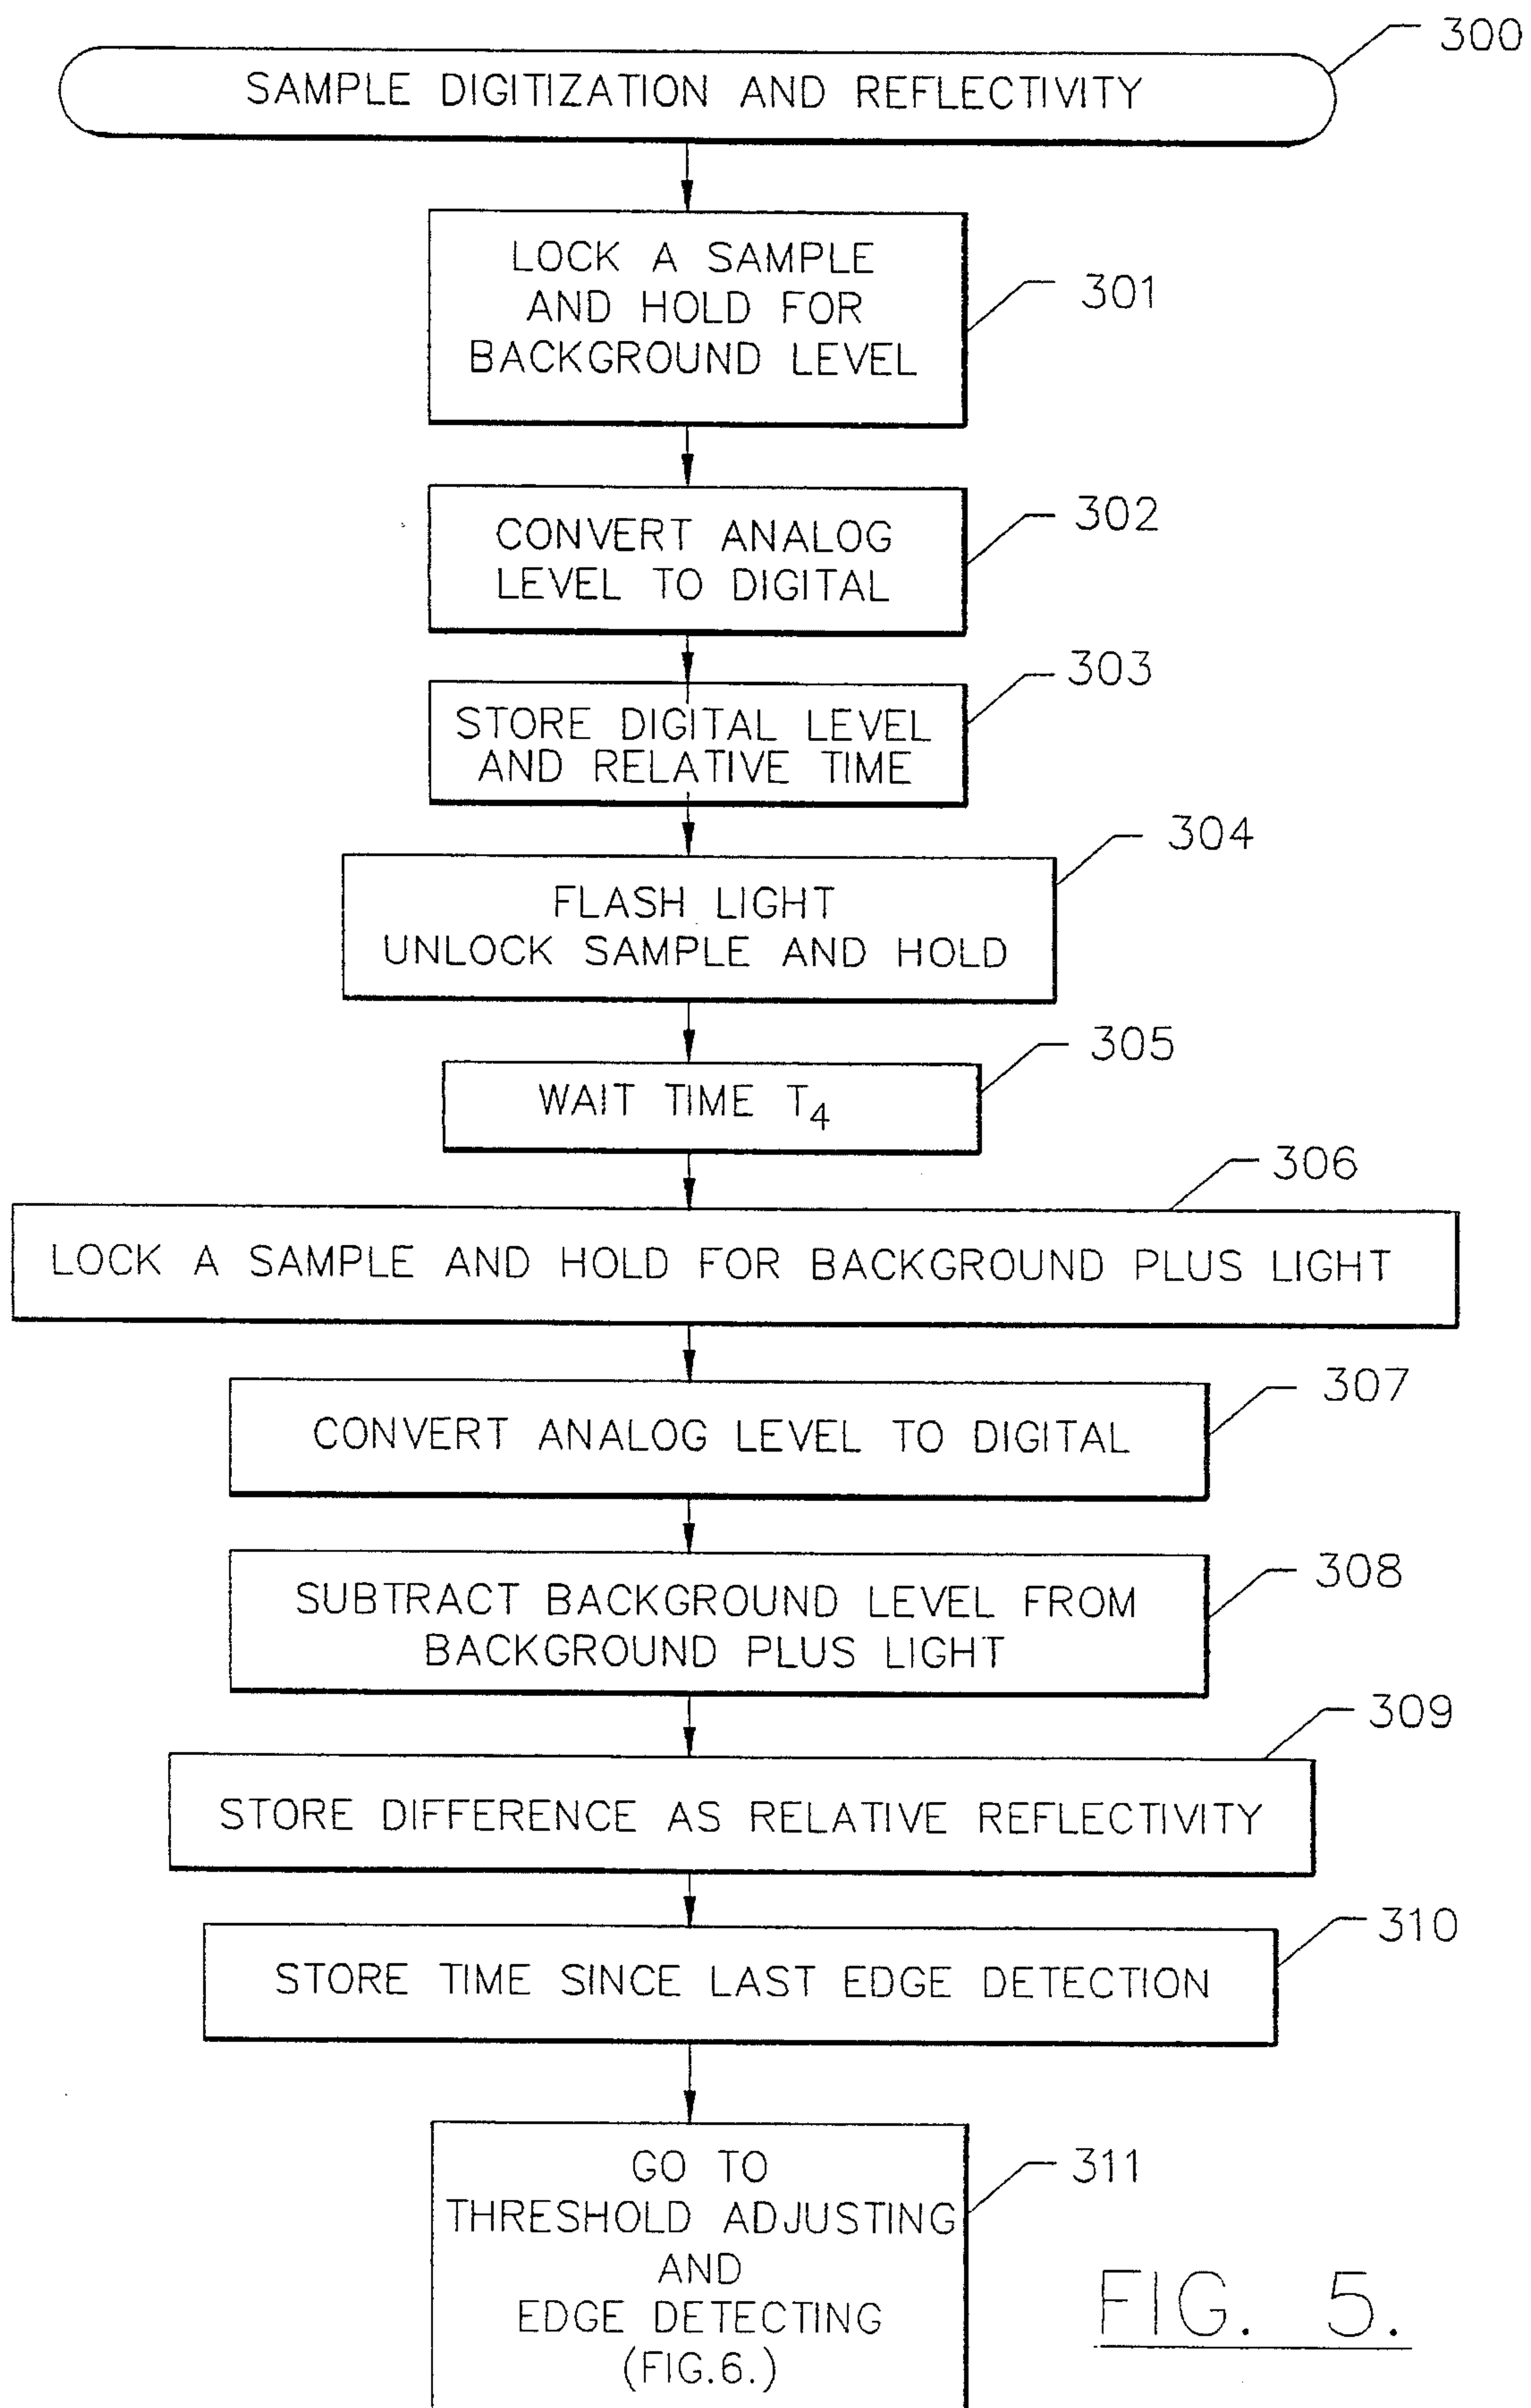 300
SAMPLE DIGITIZATION AND REFLECTIVITY
LOCK A SAMPLE
AND HOLD FOR
BACKGROUND LEVEL
301
CONVERT ANALOG
LEVEL TO DIGITAL
302
STORE DIGITAL LEVEL
AND RELATIVE TIME
303
FLASH LIGHT
UNLOCK SAMPLE AND HOLD
304
WAIT TIME T4
305
306
LOCK A SAMPLE AND HOLD FOR BACKGROUND PLUS LIGHT
307
CONVERT ANALOG LEVEL TO DIGITAL
308
SUBTRACT BACKGROUND LEVEL FROM
BACKGROUND PLUS LIGHT
309
STORE DIFFERENCE AS RELATIVE REFLECTIVITY
310
STORE TIME SINCE LAST EDGE DETECTION
311
GO TO
THRESHOLD ADJUSTING
AND
EDGE DETECTING
(FIG.6.)
FIG. 5.